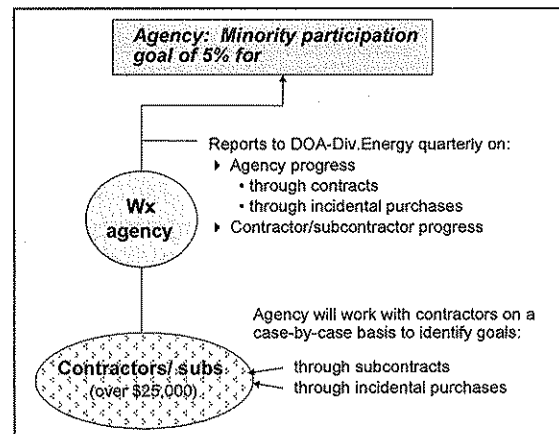 Agency: Minority participation
goal of 5% for
Reports to DOA-Div.Energy quarterly on:
Agency progress
• through contracts
• through incidental purchases
Contractor/subcontractor progress
Wx
agency
Agency will work with contractors on a
case-by-case basis to identify goals:
through subcontracts
through incidental purchases
Contractors/ subs
(over $25,000)